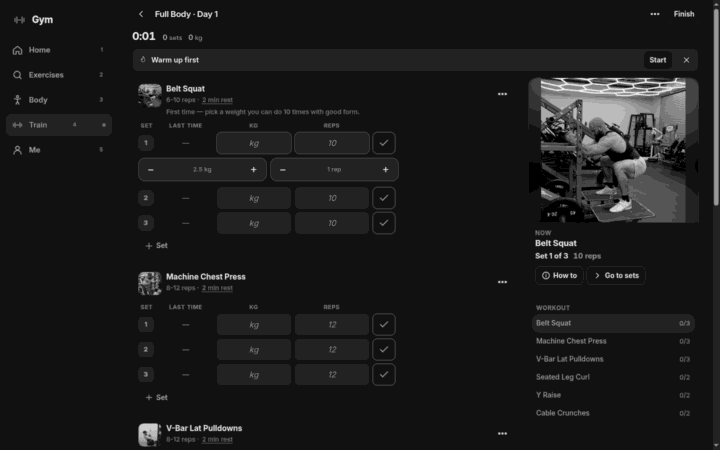 Gym
Home 1
Exercises 2
Body 3
Train 4
Me 5
Full Body · Day 1
Finish
0:01 0 sets 0 kg
Warm up first
Start
Belt Squat
6-10 reps · 2 min rest
First time — pick a weight you can do 10 times with good form.
SET LAST TIME KG REPS
1 — kg 10
− 2.5 kg + − 1 rep +
2 — kg 10
3 — kg 10
+ Set
Machine Chest Press
8-12 reps · 2 min rest
SET LAST TIME KG REPS
1 — kg 12
2 — kg 12
3 — kg 12
+ Set
V-Bar Lat Pulldowns
8-12 reps · 2 min rest
NOW
Belt Squat
Set 1 of 3 10 reps
How to
Go to sets
WORKOUT
Belt Squat 0/3
Machine Chest Press 0/3
V-Bar Lat Pulldowns 0/3
Seated Leg Curl 0/2
Y Raise 0/2
Cable Crunches 0/2